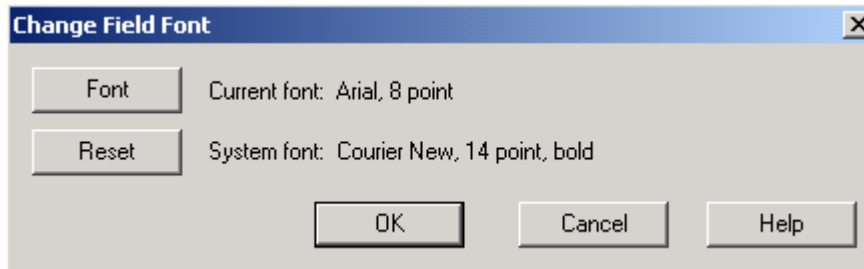 Change Field Font
Font Current font: Arial, 8 point
Reset System font: Courier New, 14 point, bold
OK Cancel Help